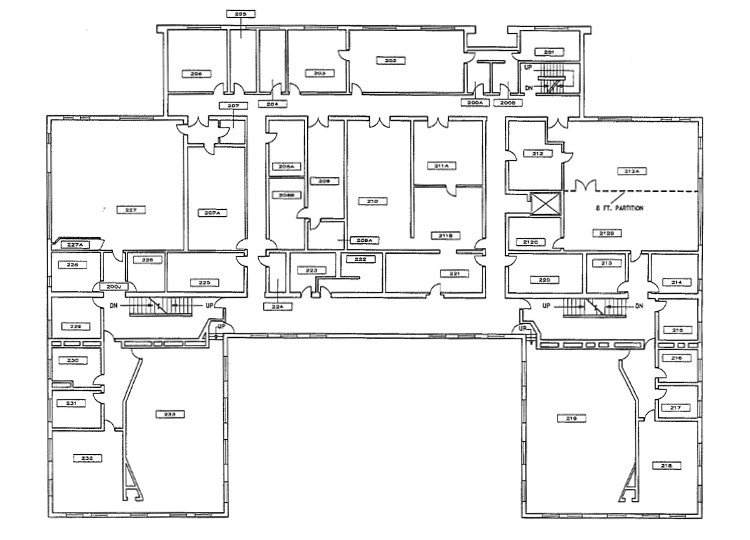 205
201
206
203
202
UP
DN
204
200A
200B
207
212
212A
208A
211A
209
208B
8 FT. PARTITION
210
227
207A
212D
211B
212C
209A
227A
228
226
222
213
223
221
225
220
214
200J
224
DN
UP
UP
DN
229
UP
UP
215
230
216
231
217
233
219
232
218